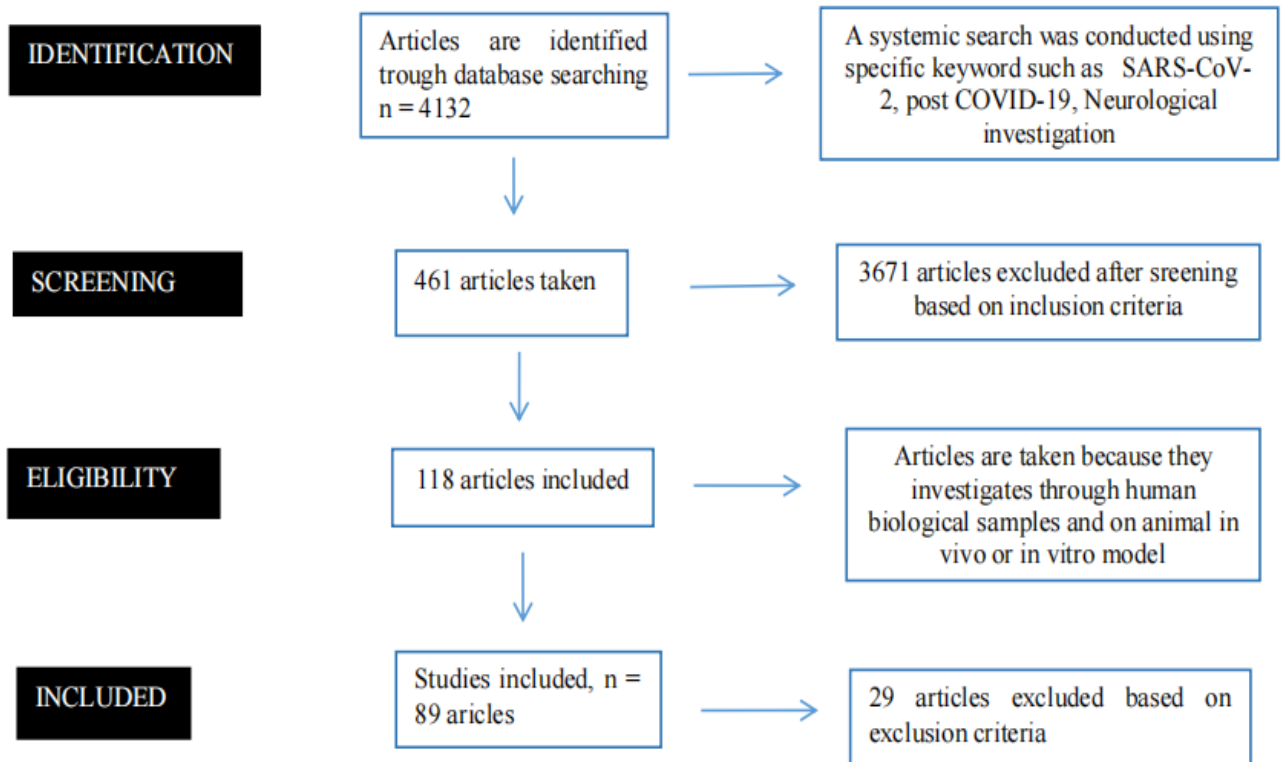 IDENTIFICATION
Articles are identified
trough database searching
n = 4132
A systemic search was conducted using
specific keyword such as SARS-CoV-
2, post COVID-19, Neurological
investigation
SCREENING
461 articles taken
3671 articles excluded after sreening
based on inclusion criteria
ELIGIBILITY
118 articles included
Articles are taken because they
investigates through human
biological samples and on animal in
vivo or in vitro model
INCLUDED
Studies included, n =
89 aricles
29 articles excluded based on
exclusion criteria